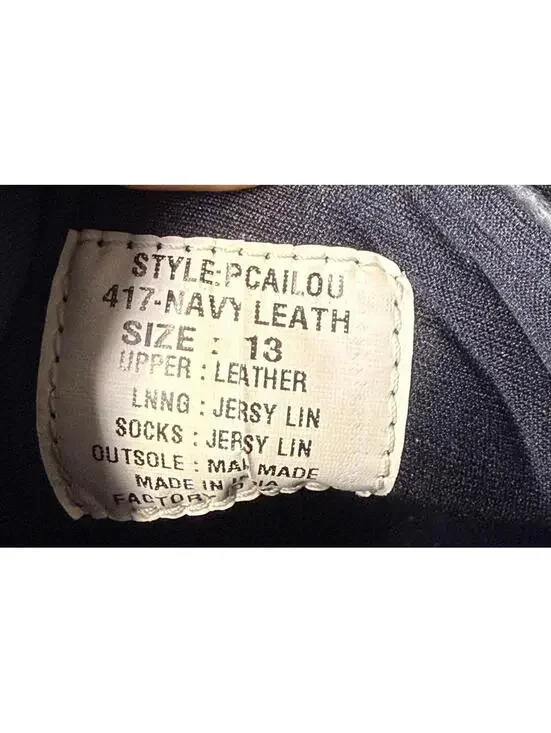 STYLE:PCAILOU
417-NAVY LEATH
SIZE : 13
UPPER : LEATHER
LNNG : JERSY LIN
SOCKS : JERSY LIN
OUTSOLE : MAN MADE
MADE IN
FACTORY